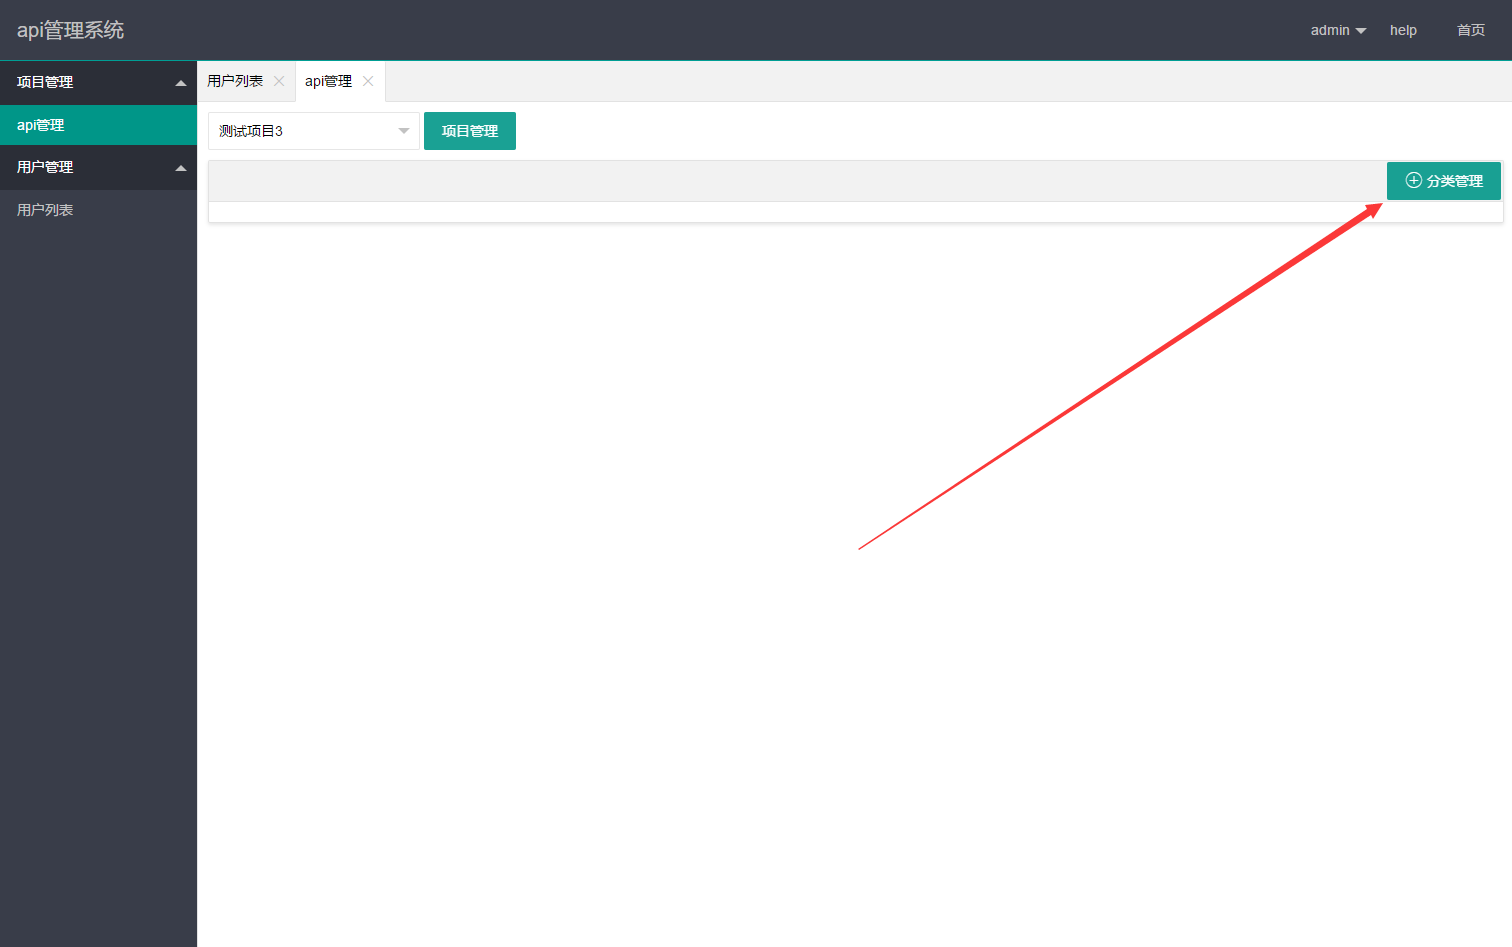 api管理系统
admin
help
首页
项目管理
api管理
用户管理
用户列表
用户列表
api管理
测试项目3
项目管理
分类管理